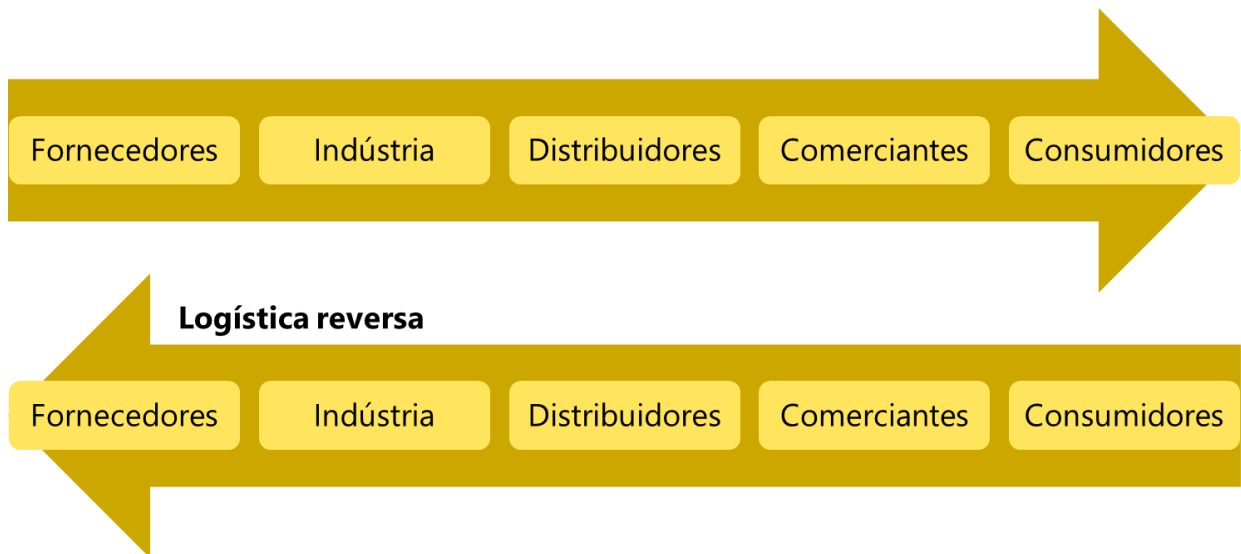 Fornecedores Indústria Distribuidores Comerciantes Consumidores
Logística reversa
Fornecedores Indústria Distribuidores Comerciantes Consumidores